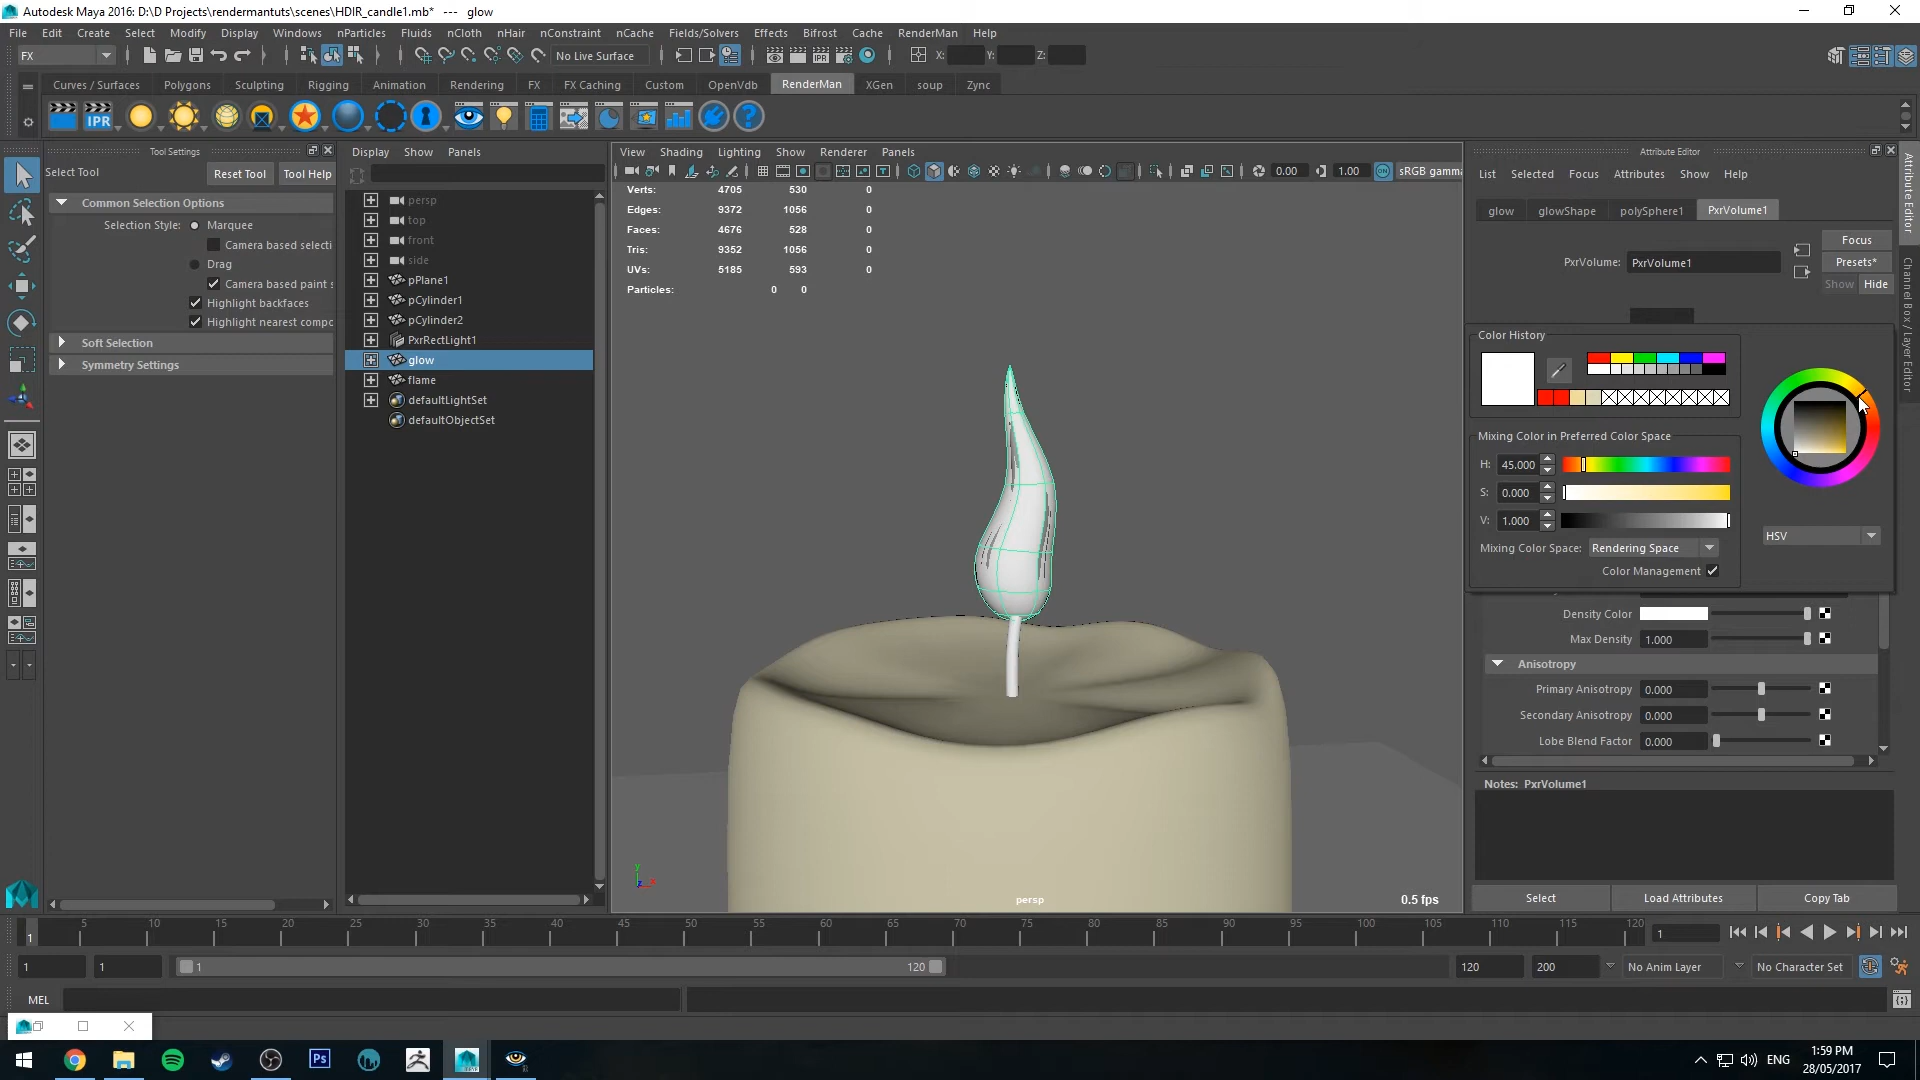 Autodesk Maya 2016: D:\D Projects\rendermantuts\scenes\HDIR_candle1.mb* --- glow
File Edit Create Select Modify Display Windows nParticles Fluids nCloth nHair nConstraint nCache Fields/Solvers Effects Bifrost Cache RenderMan Help
FX No Live Surface X: Y: Z:
Curves / Surfaces Polygons Sculpting Rigging Animation Rendering FX FX Caching Custom OpenVdb RenderMan XGen soup Zync
IPR
Tool Settings
Select Tool Reset Tool Tool Help
Common Selection Options
Selection Style: Marquee
Camera based selecti
Drag
Camera based paint s
Highlight backfaces
Highlight nearest compo
Soft Selection
Symmetry Settings
Display Show Panels
persp
top
front
side
pPlane1
pCylinder1
pCylinder2
PxrRectLight1
glow
flame
defaultLightSet
defaultObjectSet
View Shading Lighting Show Renderer Panels
0.00 1.00 ON sRGB gamma
Verts: 4705 530 0
Edges: 9372 1056 0
Faces: 4676 528 0
Tris: 9352 1056 0
UVs: 5185 593 0
Particles: 0 0
persp
0.5 fps
Attribute Editor
List Selected Focus Attributes Show Help
glow glowShape polySphere1 PxrVolume1
Focus
PxrVolume: PxrVolume1 Presets*
Show Hide
Color History
Mixing Color in Preferred Color Space
H: 45.000
S: 0.000
V: 1.000
HSV
Mixing Color Space: Rendering Space
Color Management
Density Color
Max Density 1.000
Anisotropy
Primary Anisotropy 0.000
Secondary Anisotropy 0.000
Lobe Blend Factor 0.000
Notes: PxrVolume1
Select Load Attributes Copy Tab
Attribute Editor
Channel Box / Layer Editor
1 5 10 15 20 25 30 35 40 45 50 55 60 65 70 75 80 85 90 95 100 105 110 115 120 1
1 1 1 120 120 200 No Anim Layer No Character Set
MEL
Ps
ENG 1:59 PM
28/05/2017